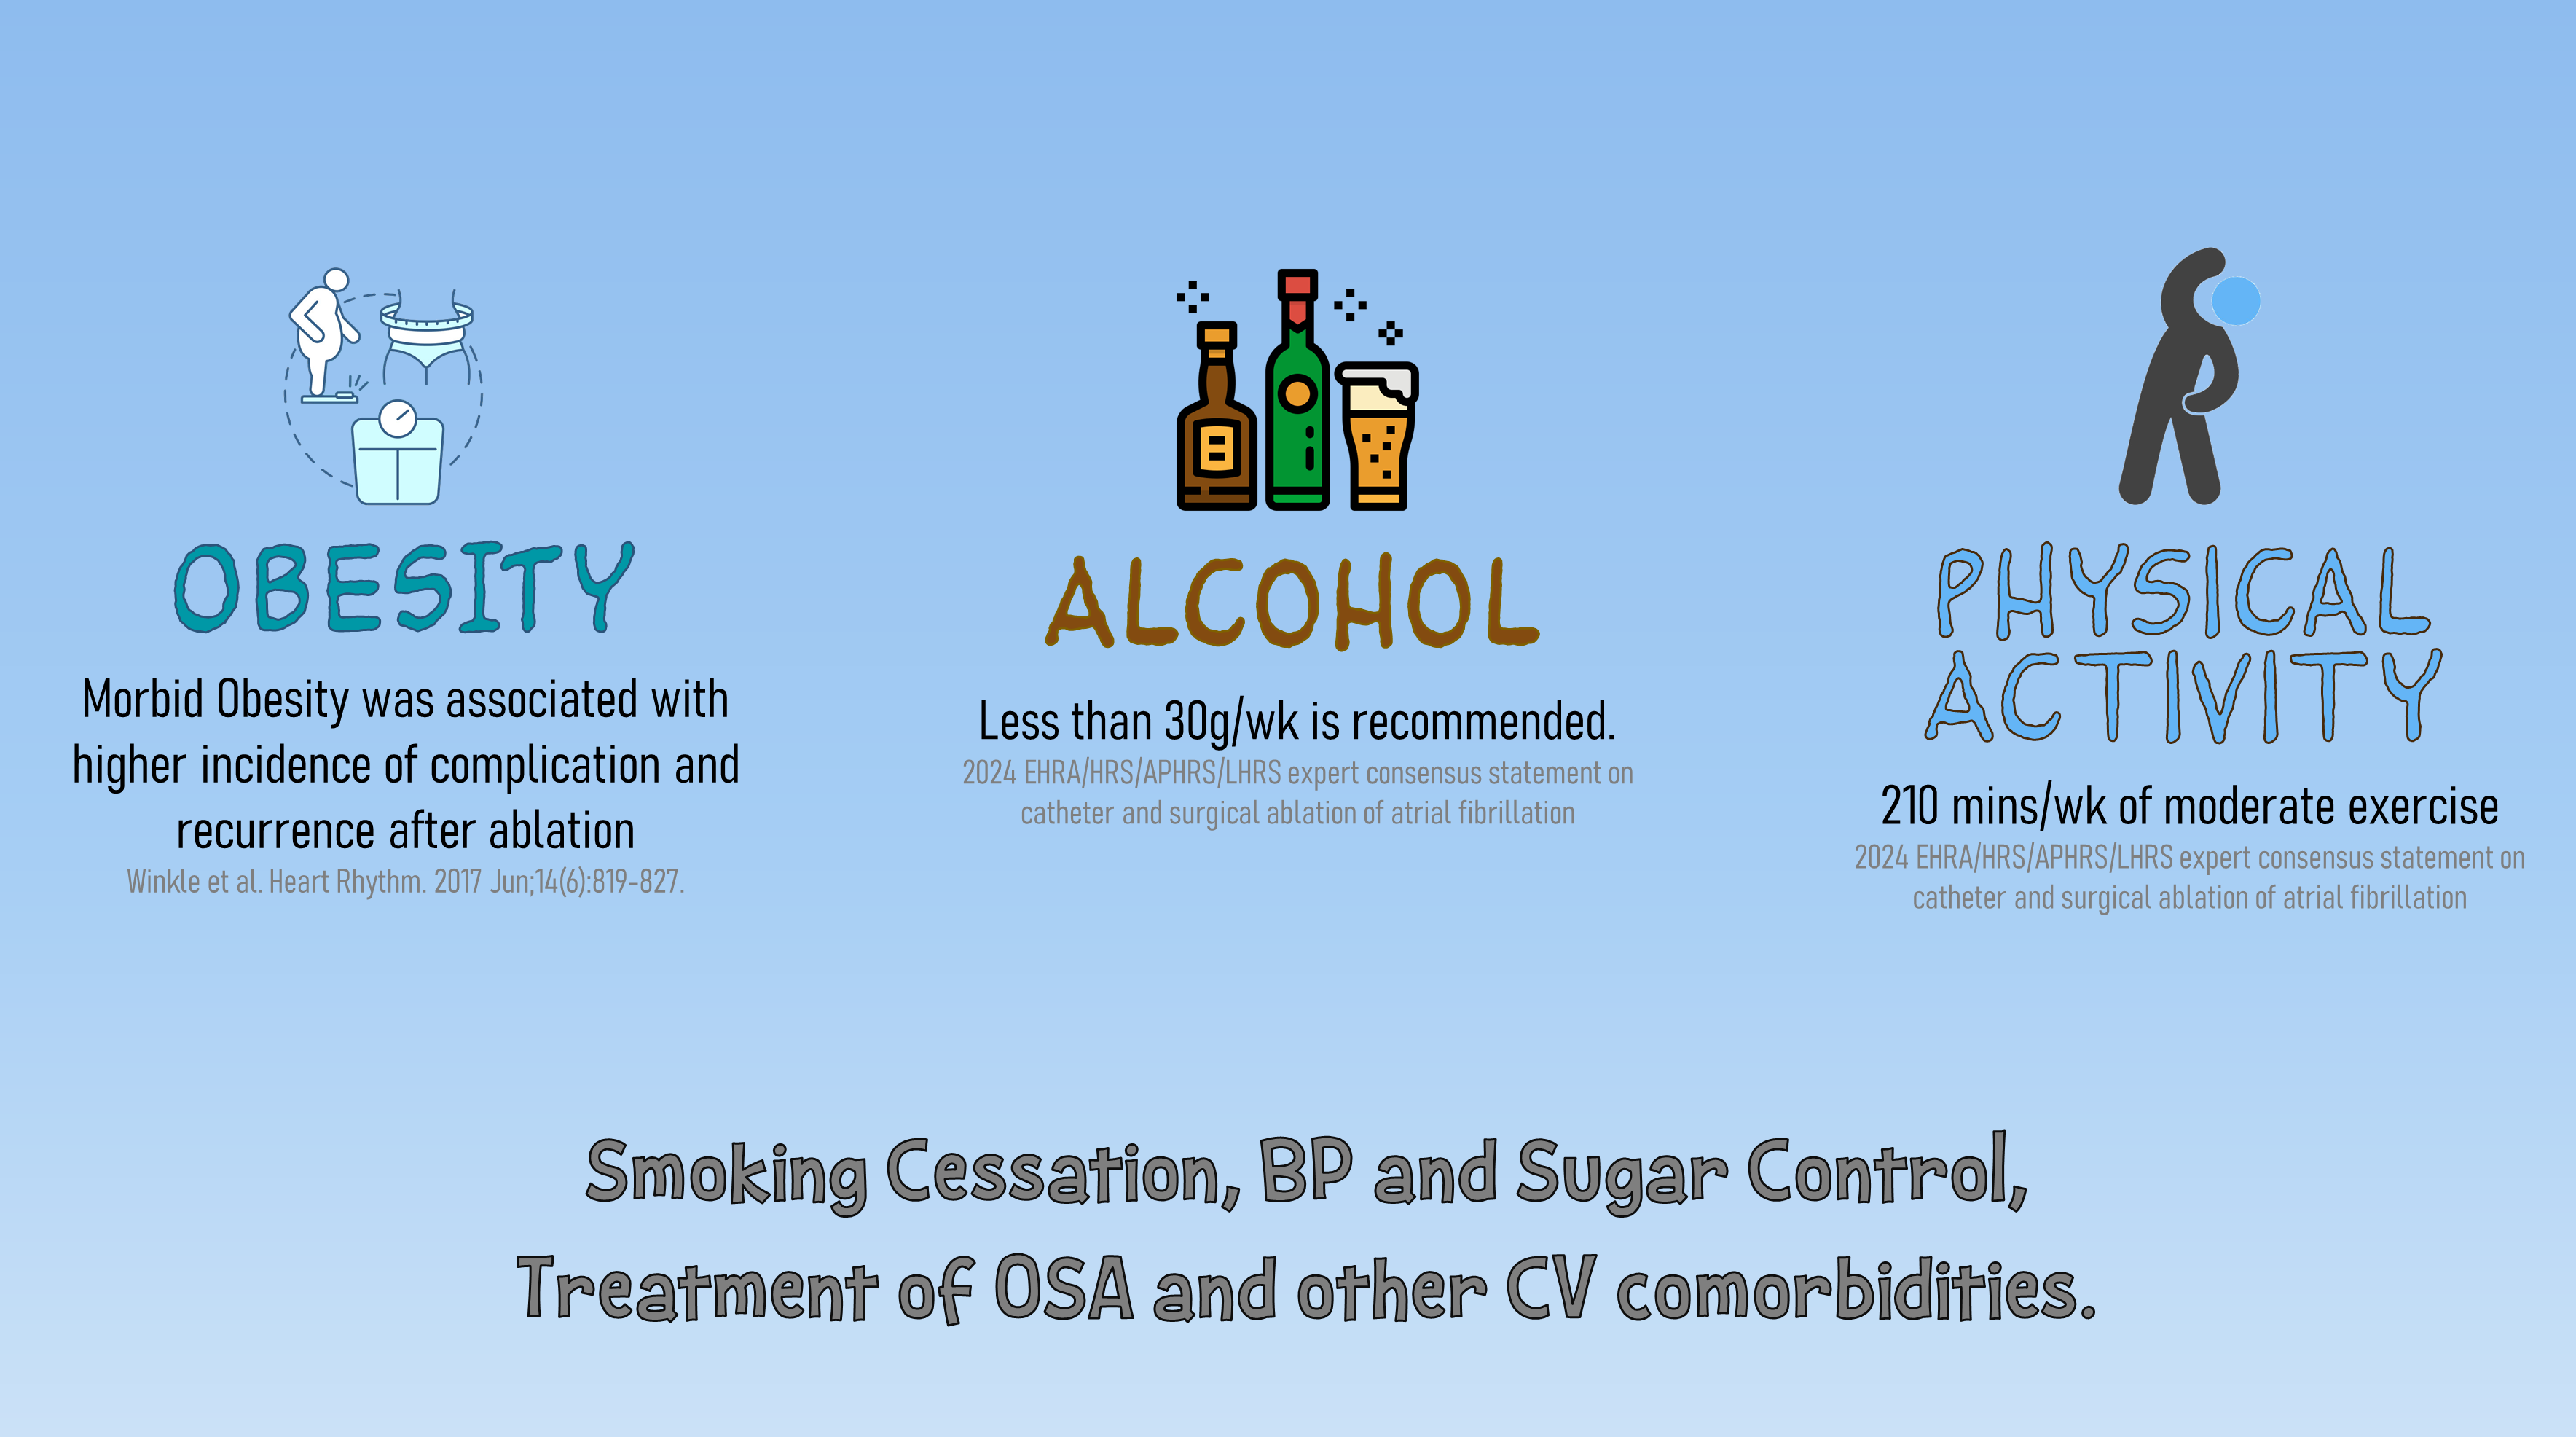 OBESITY
Morbid Obesity was associated with
higher incidence of complication and
recurrence after ablation
Winkle et al. Heart Rhythm. 2017 Jun;14(6):819-827.
ALCOHOL
Less than 30g/wk is recommended.
2024 EHRA/HRS/APHRS/LHRS expert consensus statement on
catheter and surgical ablation of atrial fibrillation
PHYSICAL
ACTIVITY
210 mins/wk of moderate exercise
2024 EHRA/HRS/APHRS/LHRS expert consensus statement on
catheter and surgical ablation of atrial fibrillation
Smoking Cessation, BP and Sugar Control,
Treatment of OSA and other CV comorbidities.